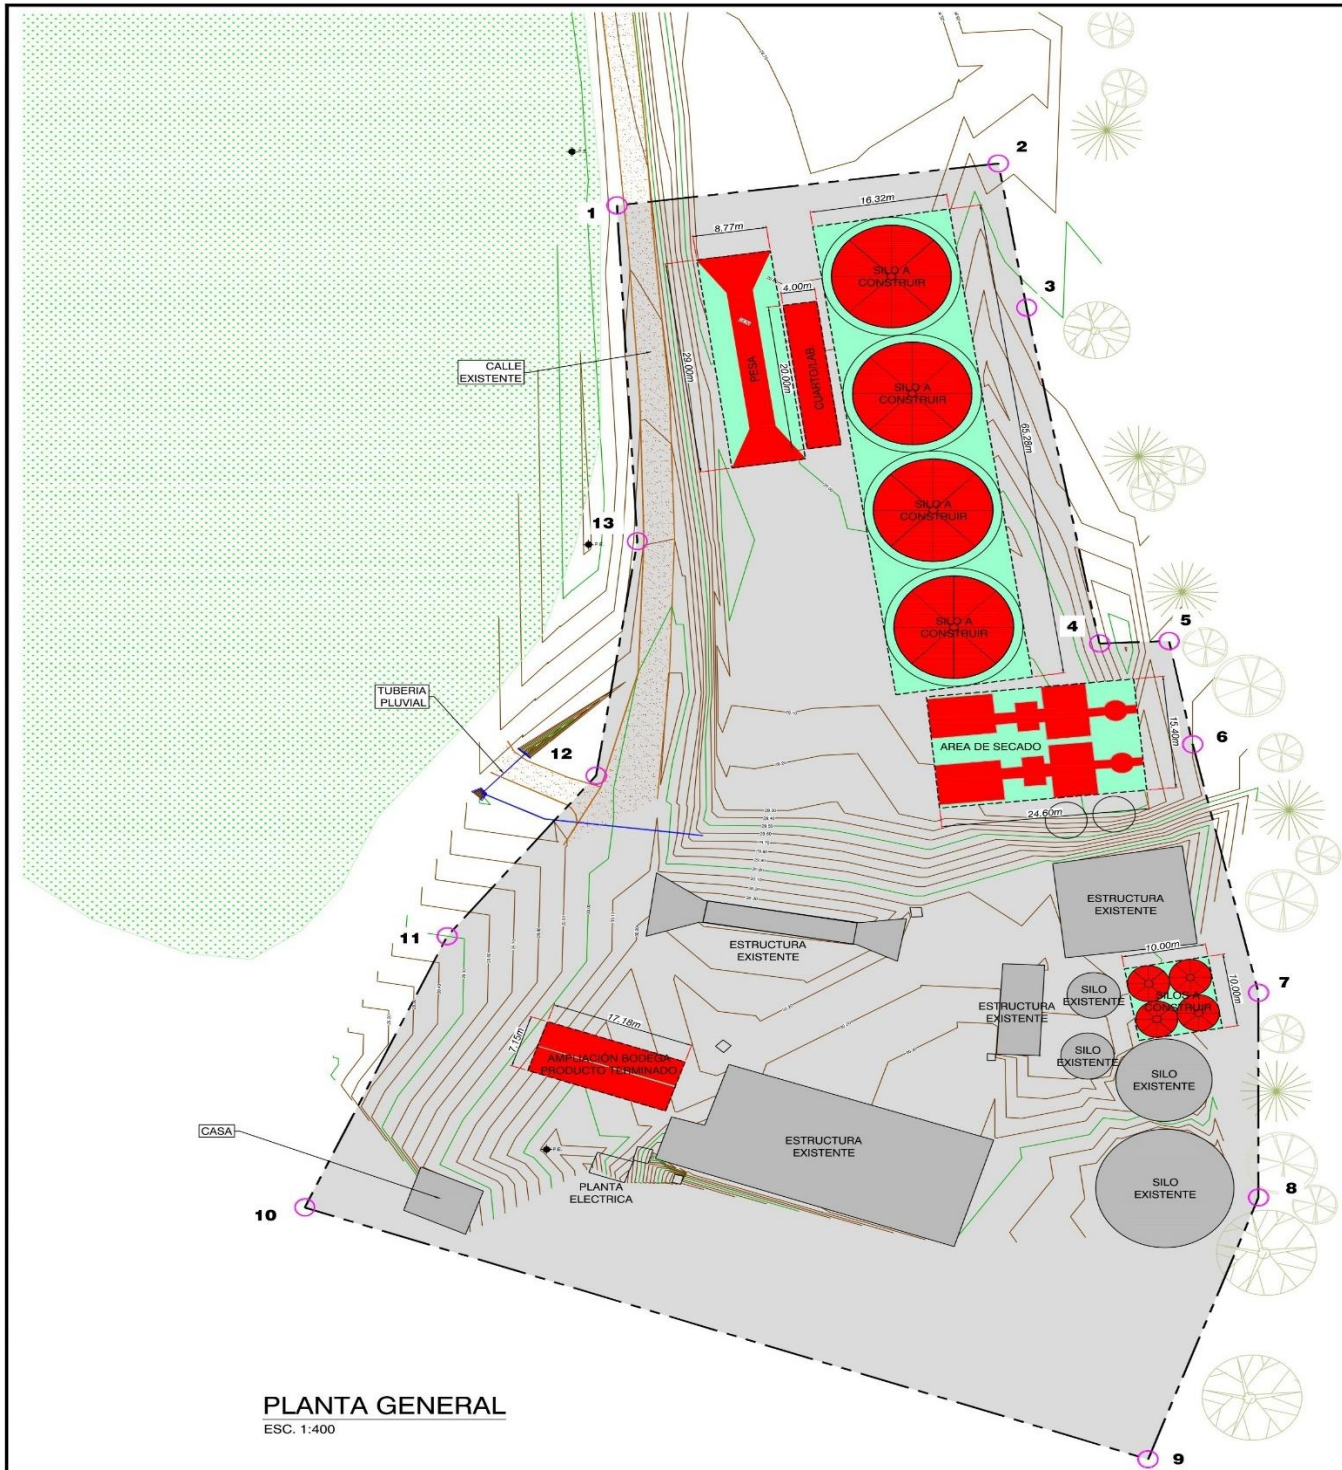 2
1
16.32m
8.77m
SILO A
CONSTRUIR
4.00m
3
CALLE
EXISTENTE
29.00m
PESA
20.00m
CUARTO/LAB.
SILO A
CONSTRUIR
65.28m
SILO A
CONSTRUIR
13
P.E.
SILO A
CONSTRUIR
4
5
TUBERIA
PLUVIAL
12
AREA DE SECADO
15.40m
6
24.60m
ESTRUCTURA
EXISTENTE
11
ESTRUCTURA
EXISTENTE
10.00m
10.00m
SILO
EXISTENTE
SILOS A
CONSTRUIR
7
ESTRUCTURA
EXISTENTE
17.18m
7.15m
AMPLIACIÓN BODEGA
PRODUCTO TERMINADO
SILO
EXISTENTE
SILO
EXISTENTE
CASA
P.E.
ESTRUCTURA
EXISTENTE
PLANTA
ELECTRICA
SILO
EXISTENTE
8
10
PLANTA GENERAL
ESC. 1:400
9